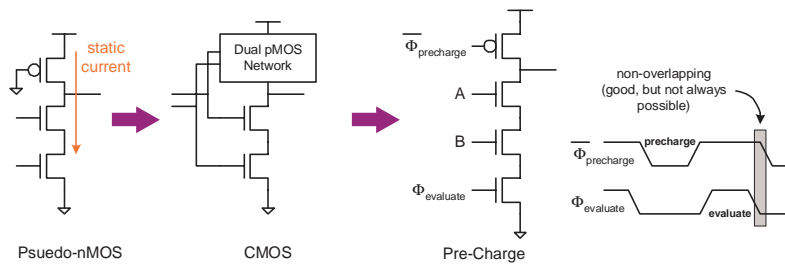 static
current
Psuedo-nMOS
Dual pMOS
Network
CMOS
Φprecharge
A
B
Φevaluate
Pre-Charge
non-overlapping
(good, but not always
possible)
Φprecharge
precharge
Φevaluate
evaluate